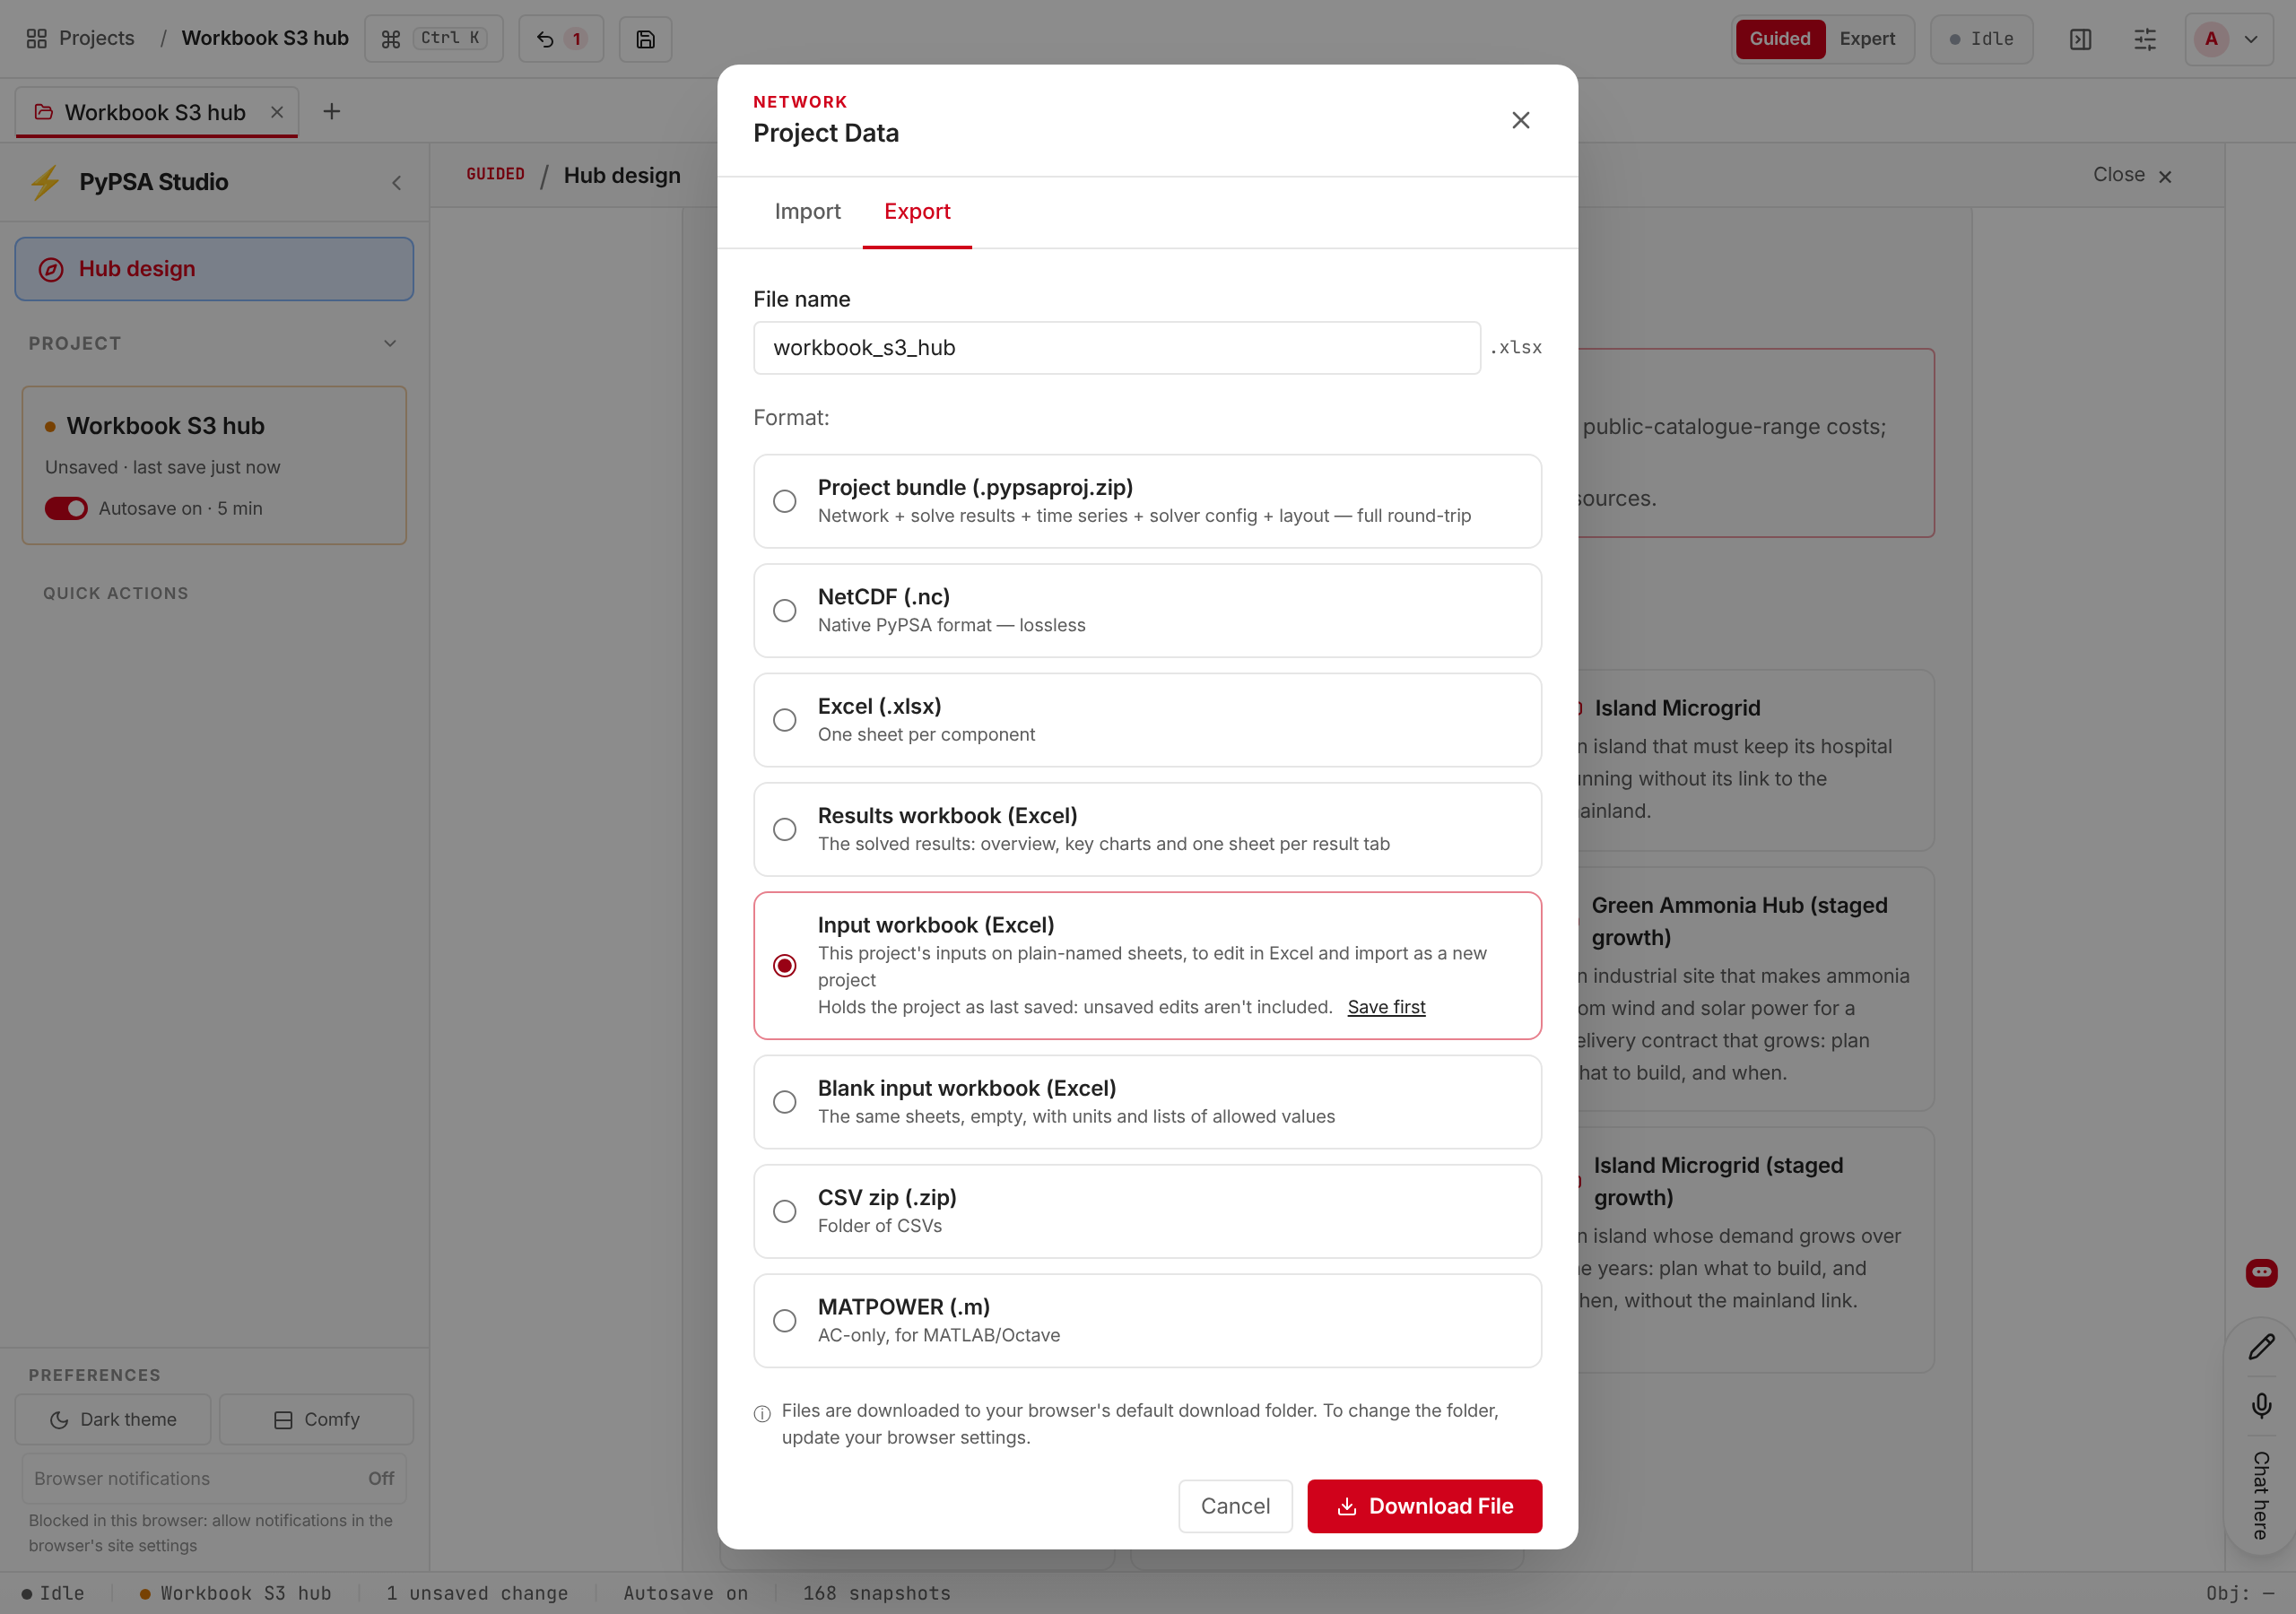 Projects / Workbook S3 hub
Ctrl K
1
Guided
Expert
Idle
A
Workbook S3 hub
PyPSA Studio
GUIDED / Hub design
Close
Hub design
PROJECT
Workbook S3 hub
Unsaved · last save just now
Autosave on · 5 min
QUICK ACTIONS
PREFERENCES
Dark theme
Comfy
Browser notifications
Off
Blocked in this browser: allow notifications in the
browser's site settings
NETWORK
Project Data
Import
Export
File name
workbook_s3_hub
.xlsx
Format:
Project bundle (.pypsaproj.zip)
Network + solve results + time series + solver config + layout — full round-trip
NetCDF (.nc)
Native PyPSA format — lossless
Excel (.xlsx)
One sheet per component
Results workbook (Excel)
The solved results: overview, key charts and one sheet per result tab
Input workbook (Excel)
This project's inputs on plain-named sheets, to edit in Excel and import as a new
project
Holds the project as last saved: unsaved edits aren't included. Save first
Blank input workbook (Excel)
The same sheets, empty, with units and lists of allowed values
CSV zip (.zip)
Folder of CSVs
MATPOWER (.m)
AC-only, for MATLAB/Octave
Files are downloaded to your browser's default download folder. To change the folder,
update your browser settings.
Cancel
Download File
public-catalogue-range costs;
sources.
Island Microgrid
island that must keep its hospital
without its link to the
Green Ammonia Hub (staged
growth)
industrial site that makes ammonia
wind and solar power for a
contract that grows: plan
to build, and when.
Island Microgrid (staged
growth)
island whose demand grows over
years: plan what to build, and
without the mainland link.
Chat here
Idle
Workbook S3 hub
1 unsaved change
Autosave on
168 snapshots
Obj: —